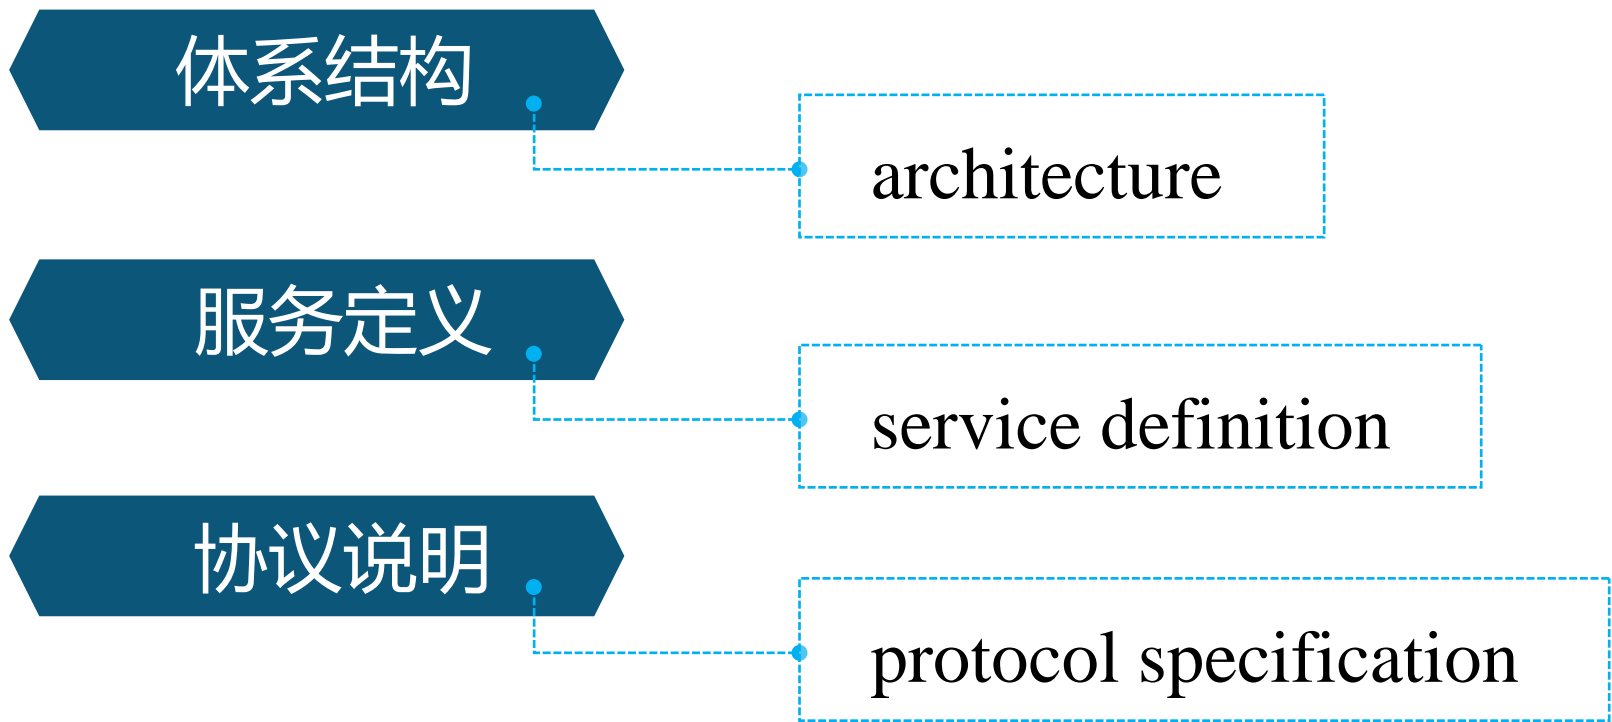 体系结构
architecture
服务定义
service definition
协议说明
protocol specification